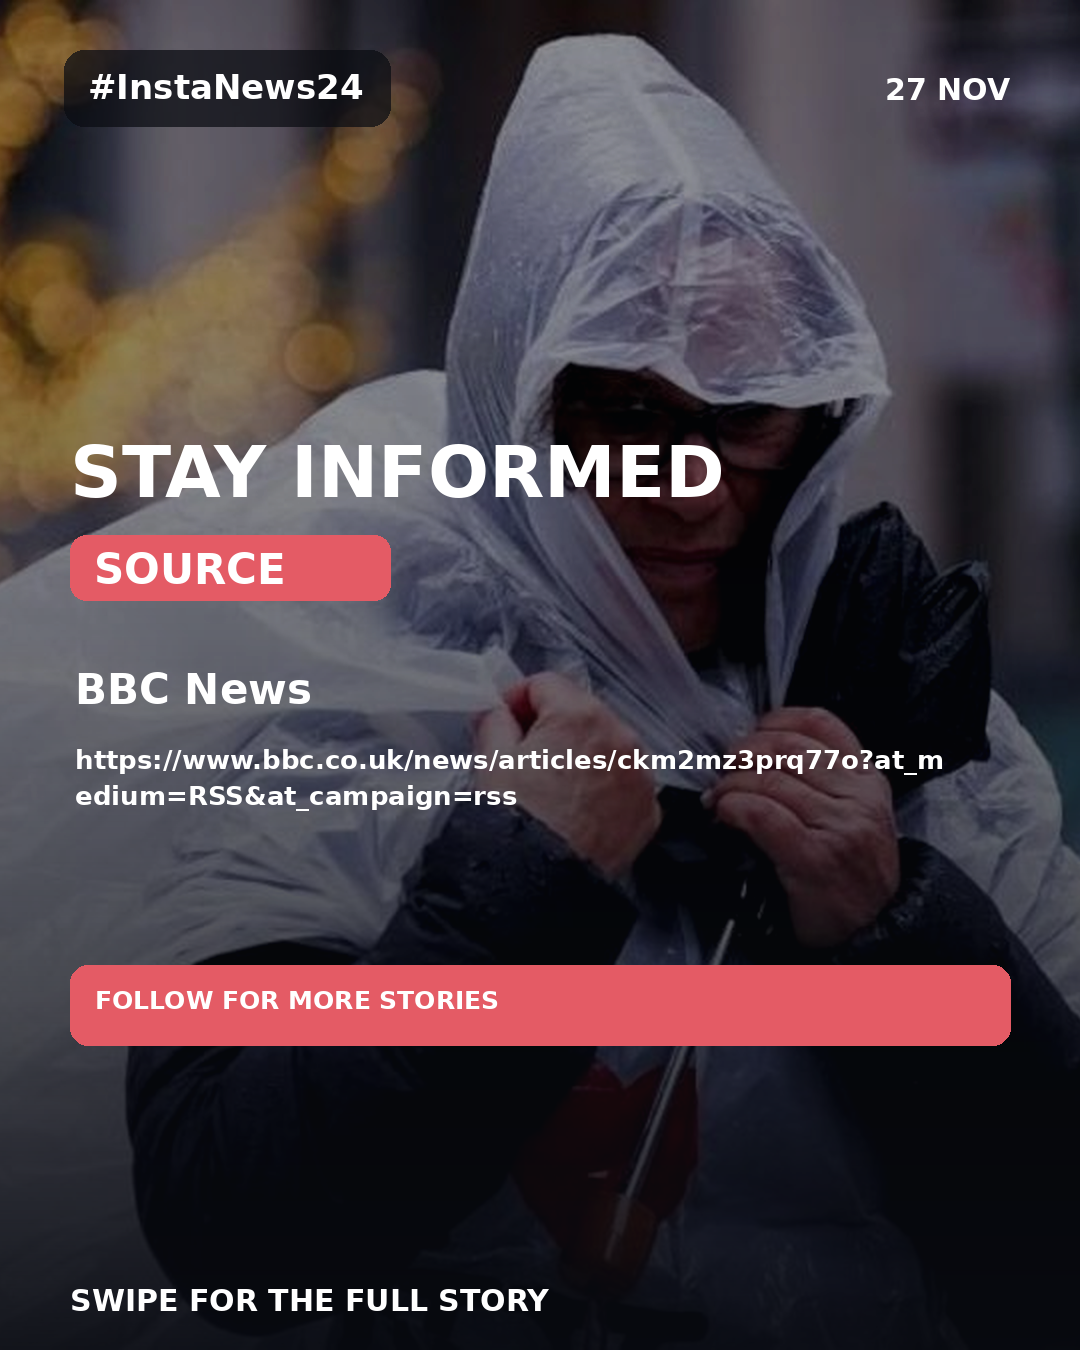 #InstaNews24
27 NOV
STAY INFORMED
SOURCE
BBC News
https://www.bbc.co.uk/news/articles/ckm2mz3prq77o?at_m
edium=RSS&at_campaign=rss
FOLLOW FOR MORE STORIES
SWIPE FOR THE FULL STORY